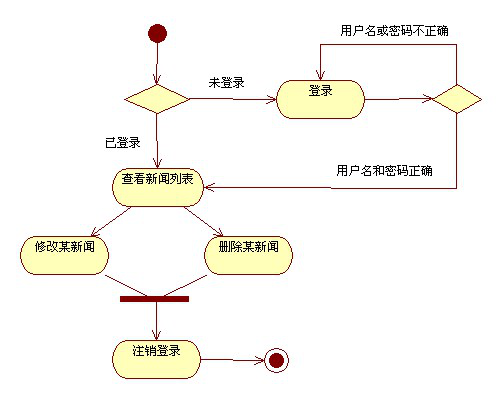 用户名或密码不正确
未登录
登录
已登录
用户名和密码正确
查看新闻列表
修改某新闻
删除某新闻
注销登录